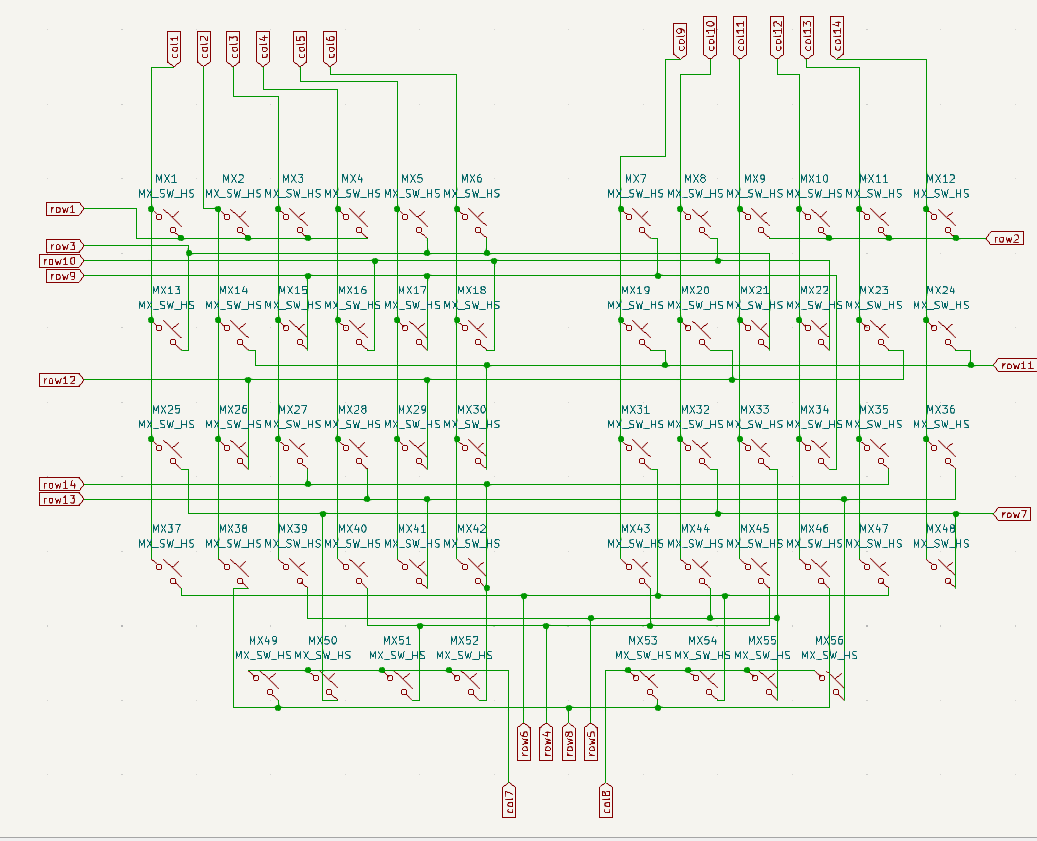 col1 col2 col3 col4 col5 col6 col9 col10 col11 col12 col13 col14
MX1 MX2 MX3 MX4 MX5 MX6 MX7 MX8 MX9 MX10 MX11 MX12
MX_SW_HS MX_SW_HS MX_SW_HS MX_SW_HS MX_SW_HS MX_SW_HS MX_SW_HS MX_SW_HS MX_SW_HS MX_SW_HS MX_SW_HS MX_SW_HS
row1
row2
row3
row10
row9
MX13 MX14 MX15 MX16 MX17 MX18 MX19 MX20 MX21 MX22 MX23 MX24
MX_SW_HS MX_SW_HS MX_SW_HS MX_SW_HS MX_SW_HS MX_SW_HS MX_SW_HS MX_SW_HS MX_SW_HS MX_SW_HS MX_SW_HS MX_SW_HS
row11
row12
MX25 MX26 MX27 MX28 MX29 MX30 MX31 MX32 MX33 MX34 MX35 MX36
MX_SW_HS MX_SW_HS MX_SW_HS MX_SW_HS MX_SW_HS MX_SW_HS MX_SW_HS MX_SW_HS MX_SW_HS MX_SW_HS MX_SW_HS MX_SW_HS
row14
row13
row7
MX37 MX38 MX39 MX40 MX41 MX42 MX43 MX44 MX45 MX46 MX47 MX48
MX_SW_HS MX_SW_HS MX_SW_HS MX_SW_HS MX_SW_HS MX_SW_HS MX_SW_HS MX_SW_HS MX_SW_HS MX_SW_HS MX_SW_HS MX_SW_HS
MX49 MX50 MX51 MX52 MX53 MX54 MX55 MX56
MX_SW_HS MX_SW_HS MX_SW_HS MX_SW_HS MX_SW_HS MX_SW_HS MX_SW_HS MX_SW_HS
row6 row4 row8 row5
col7 col8